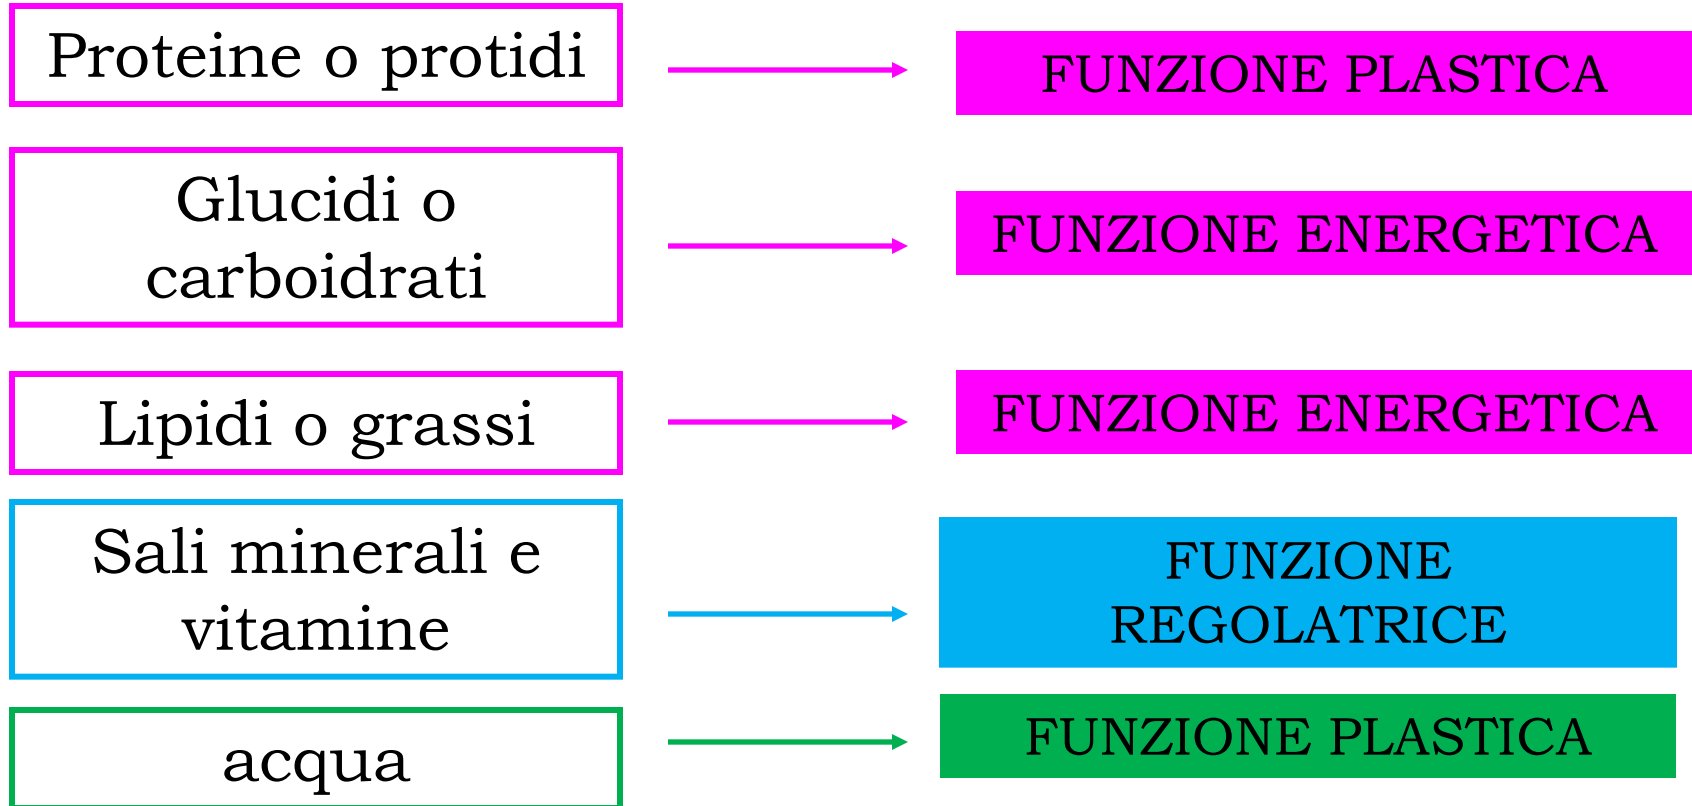 Proteine o protidi
FUNZIONE PLASTICA
Glucidi o
carboidrati
FUNZIONE ENERGETICA
Lipidi o grassi
FUNZIONE ENERGETICA
Sali minerali e
vitamine
FUNZIONE
REGOLATRICE
acqua
FUNZIONE PLASTICA